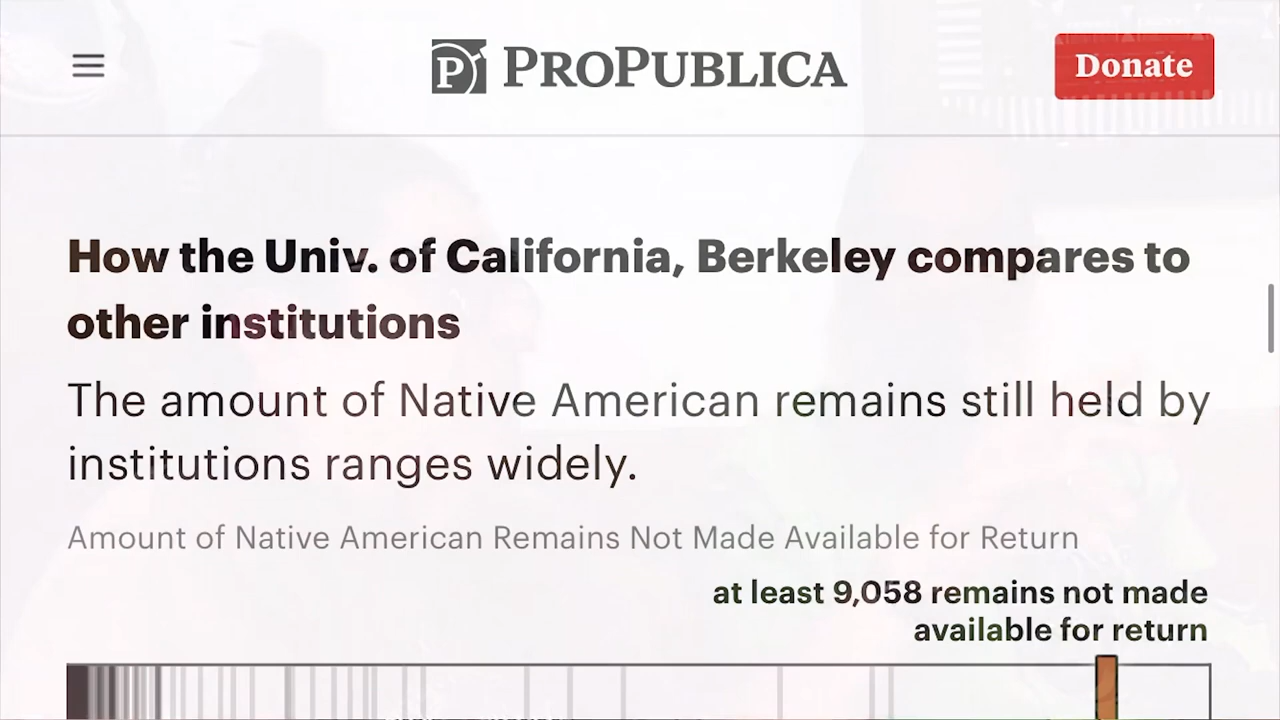 PROPUBLICA
Donate
How the Univ. of California, Berkeley compares to
other institutions
The amount of Native American remains still held by
institutions ranges widely.
Amount of Native American Remains Not Made Available for Return
at least 9,058 remains not made
available for return